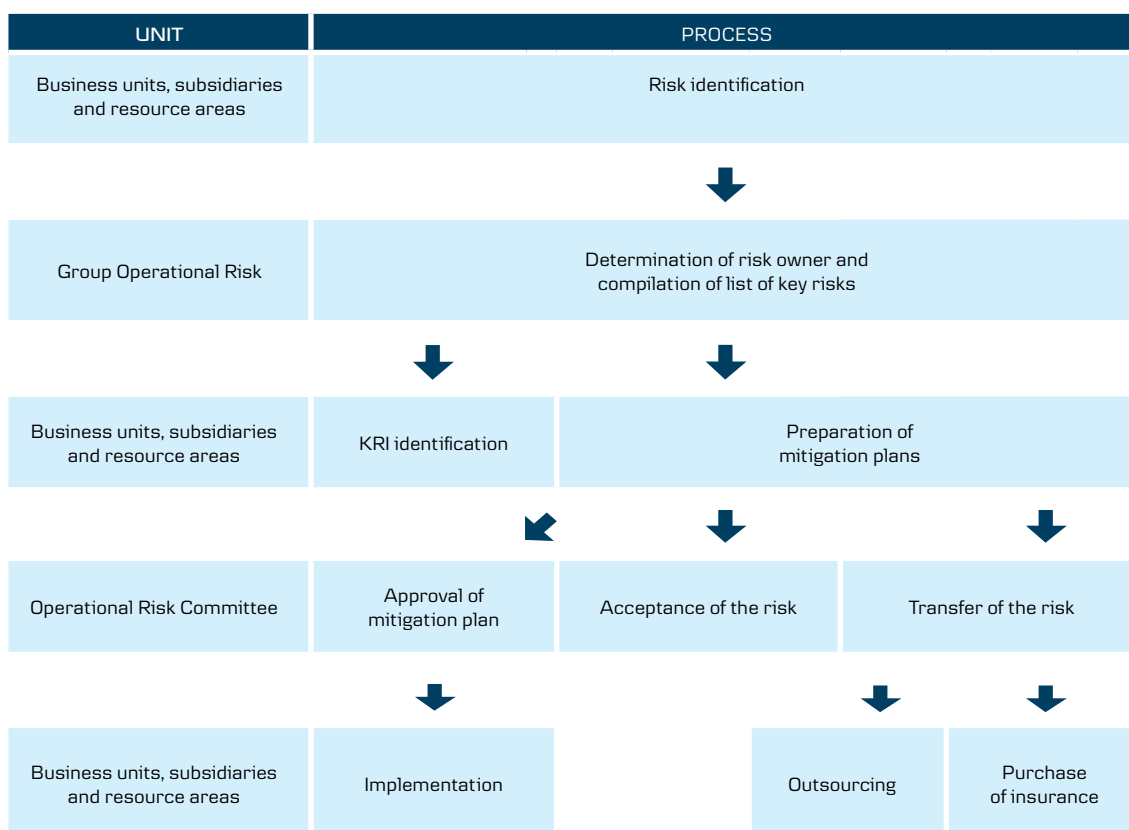 UNIT
PROCESS
Business units, subsidiaries
and resource areas
Risk identification
Group Operational Risk
Determination of risk owner and
compilation of list of key risks
Business units, subsidiaries
and resource areas
KRI identification
Preparation of
mitigation plans
Operational Risk Committee
Approval of
mitigation plan
Acceptance of the risk
Transfer of the risk
Business units, subsidiaries
and resource areas
Implementation
Outsourcing
Purchase
of insurance